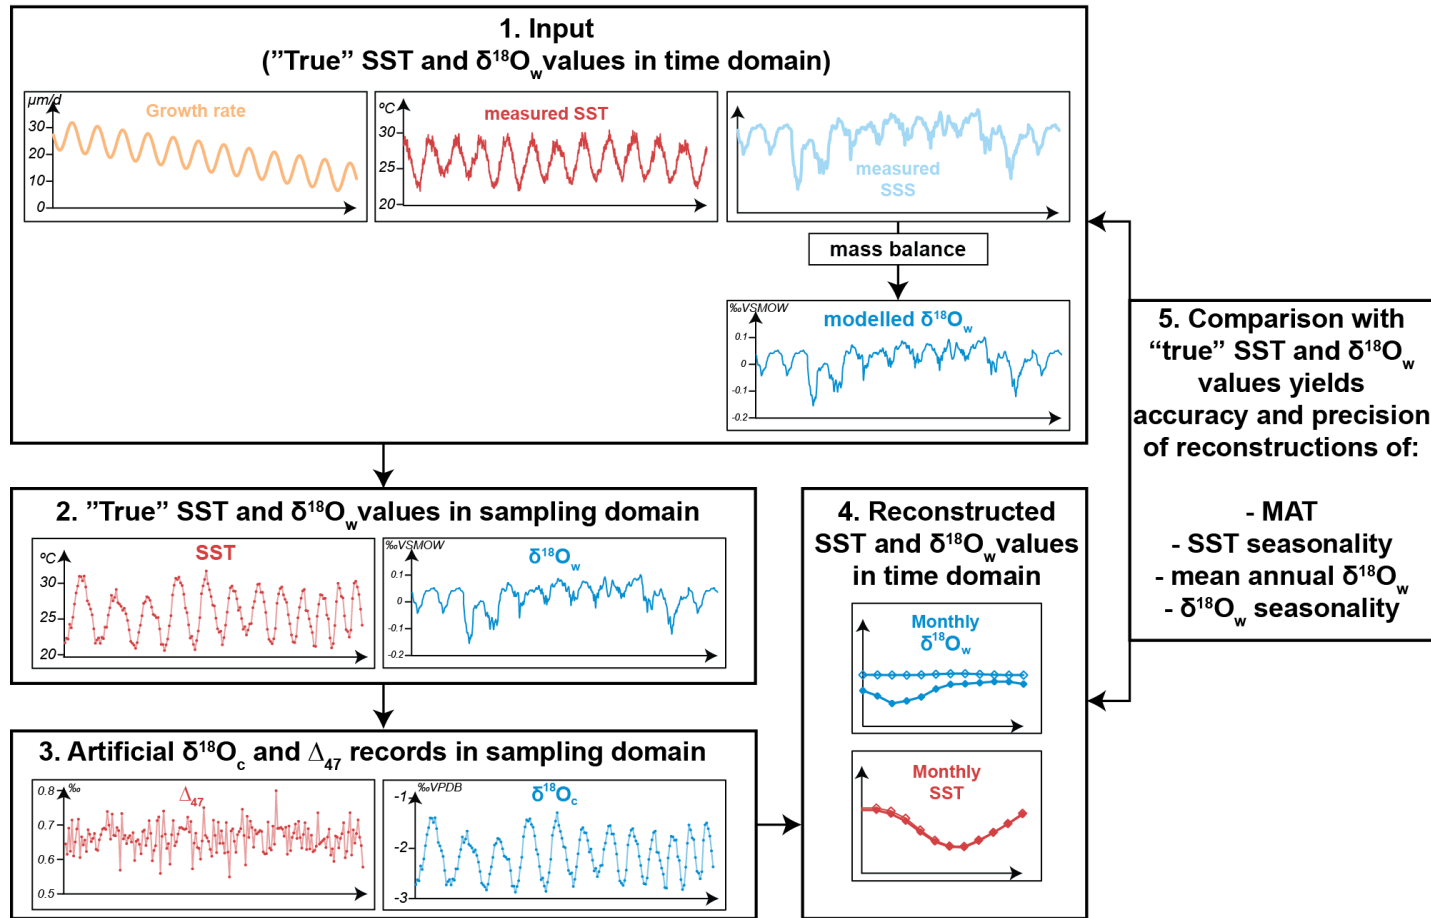 1. Input
(”True” SST and δ¹⁸Ow values in time domain)
µm/d
Growth rate
30
20
10
0
ºC
measured SST
30
25
20
measured
SSS
mass balance
‰VSMOW
modelled δ¹⁸Ow
0.1
0
-0.1
-0.2
2. ”True” SST and δ¹⁸Ow values in sampling domain
SST
ºC
30
25
20
‰VSMOW
δ¹⁸Ow
0.1
0
-0.1
-0.2
3. Artificial δ¹⁸Oc and Δ47 records in sampling domain
‰
Δ47
0.8
0.7
0.6
0.5
‰VPDB
δ¹⁸Oc
-1
-2
-3
4. Reconstructed
SST and δ¹⁸Ow values
in time domain
Monthly
δ¹⁸Ow
Monthly
SST
5. Comparison with
“true” SST and δ¹⁸Ow
values yields
accuracy and precision
of reconstructions of:
- MAT
- SST seasonality
- mean annual δ¹⁸Ow
- δ¹⁸Ow seasonality